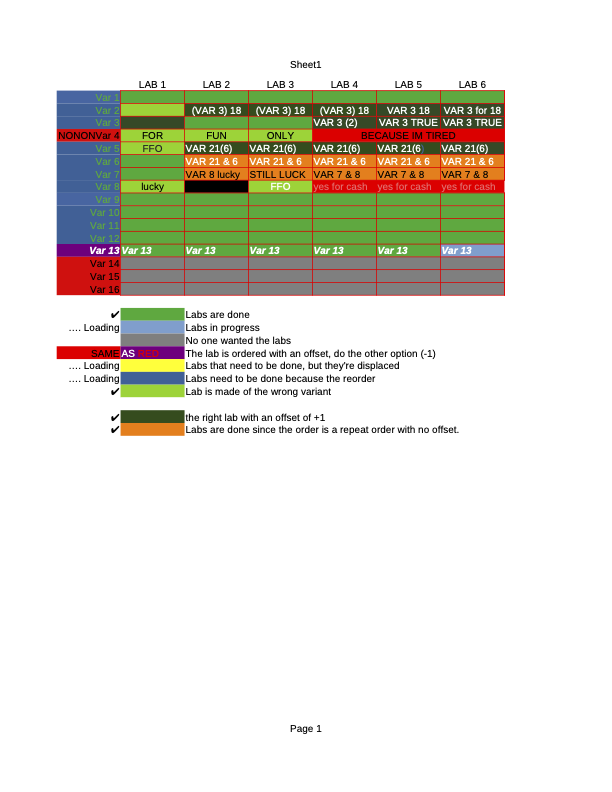 Sheet1
LAB 1 LAB 2 LAB 3 LAB 4 LAB 5 LAB 6
Var 1
Var 2 (VAR 3) 18 (VAR 3) 18 (VAR 3) 18 VAR 3 18 VAR 3 for 18
Var 3 VAR 3 (2) VAR 3 TRUE VAR 3 TRUE
NONONVar 4 FOR FUN ONLY BECAUSE IM TIRED
Var 5 FFO VAR 21(6) VAR 21(6) VAR 21(6) VAR 21(6) VAR 21(6)
Var 6 VAR 21 & 6 VAR 21 & 6 VAR 21 & 6 VAR 21 & 6 VAR 21 & 6
Var 7 VAR 8 lucky STILL LUCK VAR 7 & 8 VAR 7 & 8 VAR 7 & 8
Var 8 lucky FFO yes for cash yes for cash yes for cash
Var 9
Var 10
Var 11
Var 12
Var 13 Var 13 Var 13 Var 13 Var 13 Var 13 Var 13
Var 14
Var 15
Var 16
✔ Labs are done
.... Loading Labs in progress
No one wanted the labs
SAME AS The lab is ordered with an offset, do the other option (-1)
.... Loading Labs that need to be done, but they're displaced
.... Loading Labs need to be done because the reorder
✔ Lab is made of the wrong variant
✔ the right lab with an offset of +1
✔ Labs are done since the order is a repeat order with no offset.
Page 1